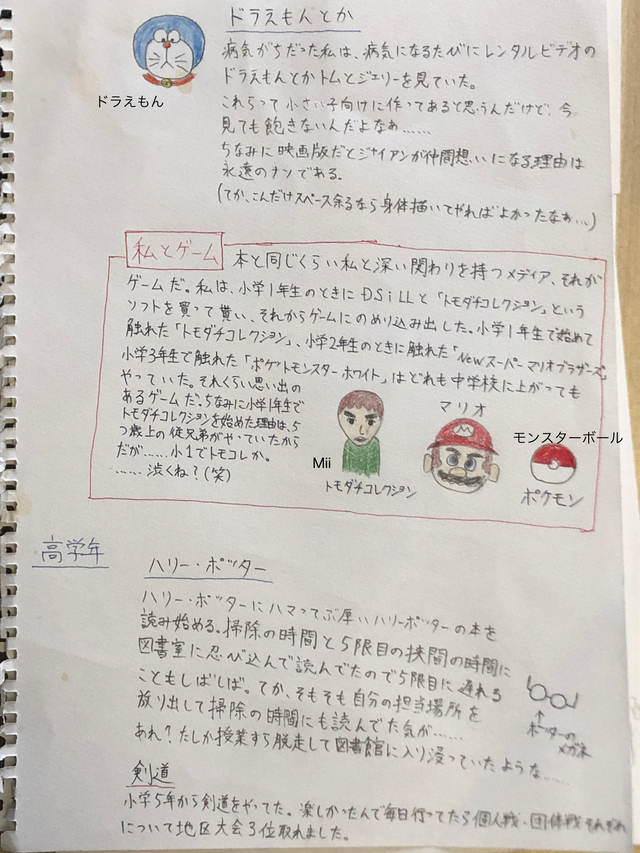 ドラえもんとか
病気がちだった私は、病気になるたびにレンタルビデオの
ドラえもんとかトムとジェリーを見ていた。
ドラえもん
これらって小さい子向けに作ってあると思うんだけど、今
見ても飽きないんだよなぁ……
ちなみに映画版だとジャイアンが仲間想いになる理由は
永遠のナゾである。
(てか、こんだけスペース余るなら身体描いてやればよかったなぁ…)
私とゲーム
本と同じくらい私と深い関わりを持つメディア、それが
ゲームだ。私は、小学1年生のときにDSiLLと「トモダチコレクション」という
ソフトを買って貰い、それからゲームにのめり込み出した。小学1年生で始めて
触れた「トモダチコレクション」、小学2年生のときに触れた「Newスーパーマリオブラザーズ」
小学3年生で触れた「ポケットモンスターホワイト」はどれも中学校に上がっても
やっていた。それくらい思い出の
あるゲームだ。ちなみに小学1年生で
トモダチコレクションを始めた理由は、5
つ歳上の従兄弟がやっていたから
だが……小1でトモコレか。
……渋くね?(笑)
マリオ
モンスターボール
Mii
トモダチコレクション
ポケモン
高学年
ハリー・ポッター
ハリー・ポッターにハマってぶ厚いハリーポッターの本を
読み始める。掃除の時間と5限目の狭間の時間に
図書室に忍び込んで読んでたので5限目に遅れる
こともしばしば。てか、そもそも自分の担当場所を
放り出して掃除の時間にも読んでた気が……
あれ?たしか授業すら脱走して図書館に入り浸っていたような……
↑
ポッターの
メガネ
剣道
小学5年から剣道をやってた。楽しかったんで毎日行ってたら個人戦・団体戦それぞれ
について地区大会3位取れました。